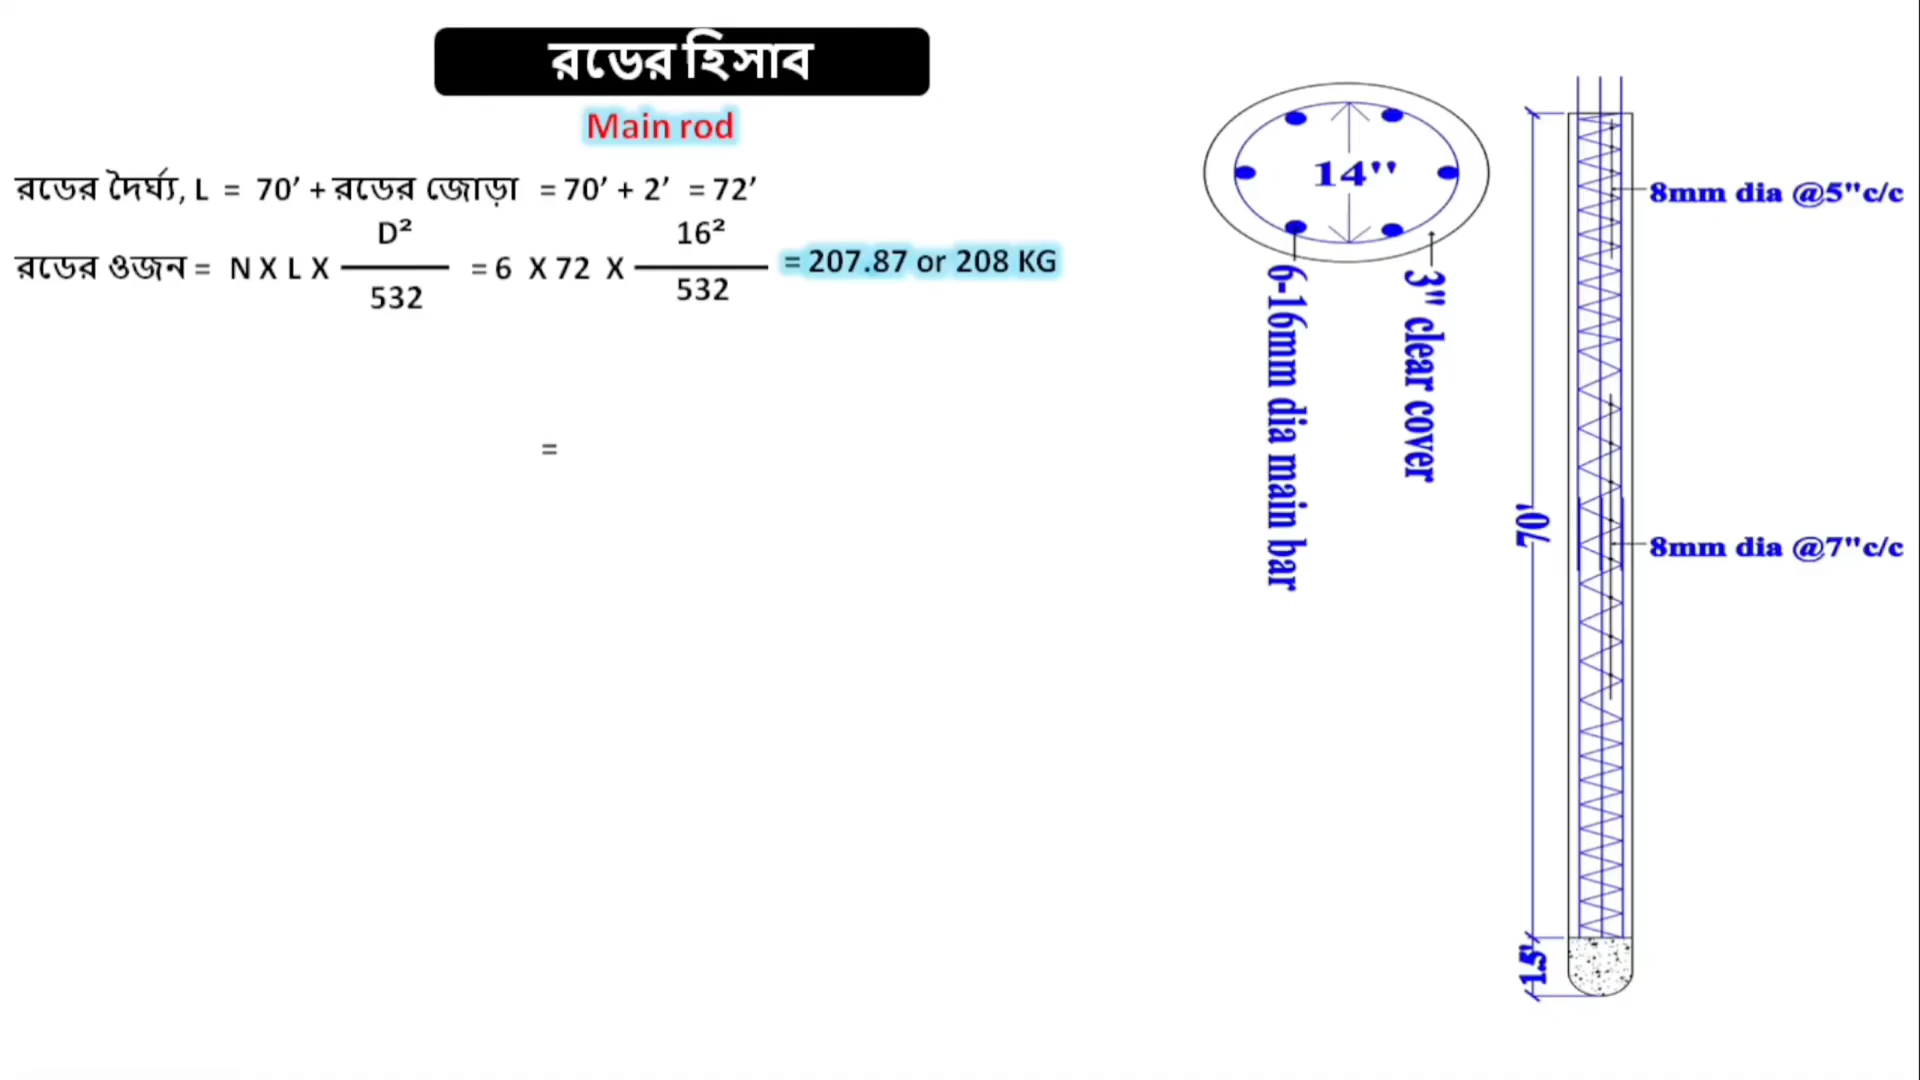 রডের হিসাব
Main rod
রডের দৈর্ঘ্য, L = 70’ + রডের জোড়া = 70’ + 2’ = 72’
রডের ওজন = N X L X D²/532 = 6 X 72 X 16²/532 = 207.87 or 208 KG
=
14''
6-16mm dia main bar
3" clear cover
8mm dia @5"c/c
70'
8mm dia @7"c/c
1.5'